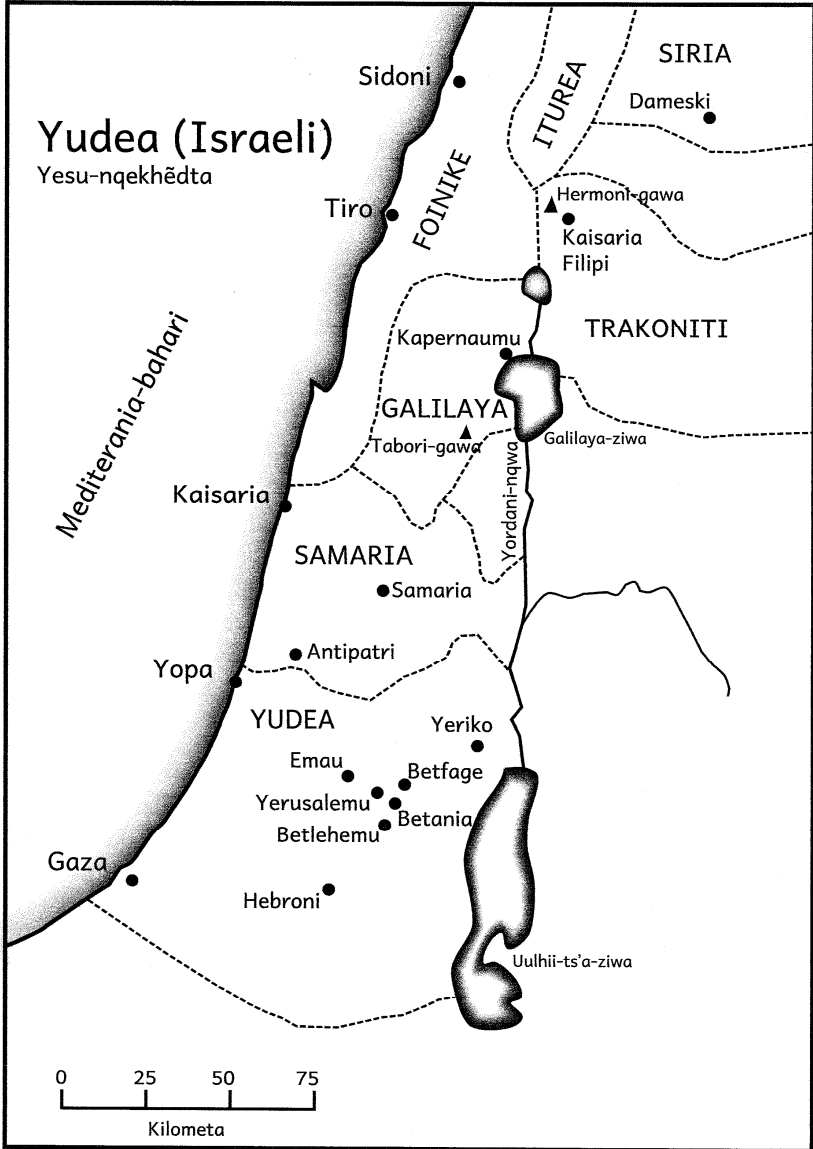 Sidoni
SIRIA
ITUREA
Dameski
Yudea (Israeli)
Yesu-nqekhẽdta
Tiro
FOINIKE
Hermoni-gawa
Kaisaria
Filipi
TRAKONITI
Kapernaumu
Mediterania-bahari
GALILAYA
Tabori-gawa
Galilaya-ziwa
Yordani-nqwa
Kaisaria
SAMARIA
Samaria
Antipatri
Yopa
YUDEA
Yeriko
Emau
Betfage
Yerusalemu
Betania
Betlehemu
Gaza
Hebroni
Uulhii-ts'a-ziwa
0 25 50 75
Kilometa